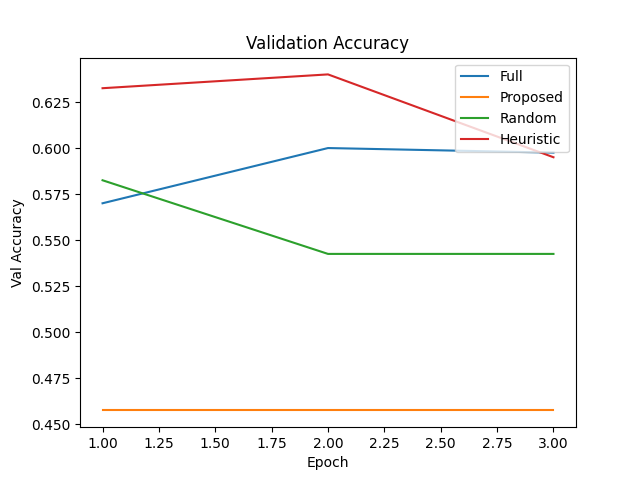 Validation Accuracy
Full
Proposed
Random
Heuristic
Val Accuracy
0.625
0.600
0.575
0.550
0.525
0.500
0.475
0.450
1.00 1.25 1.50 1.75 2.00 2.25 2.50 2.75 3.00
Epoch